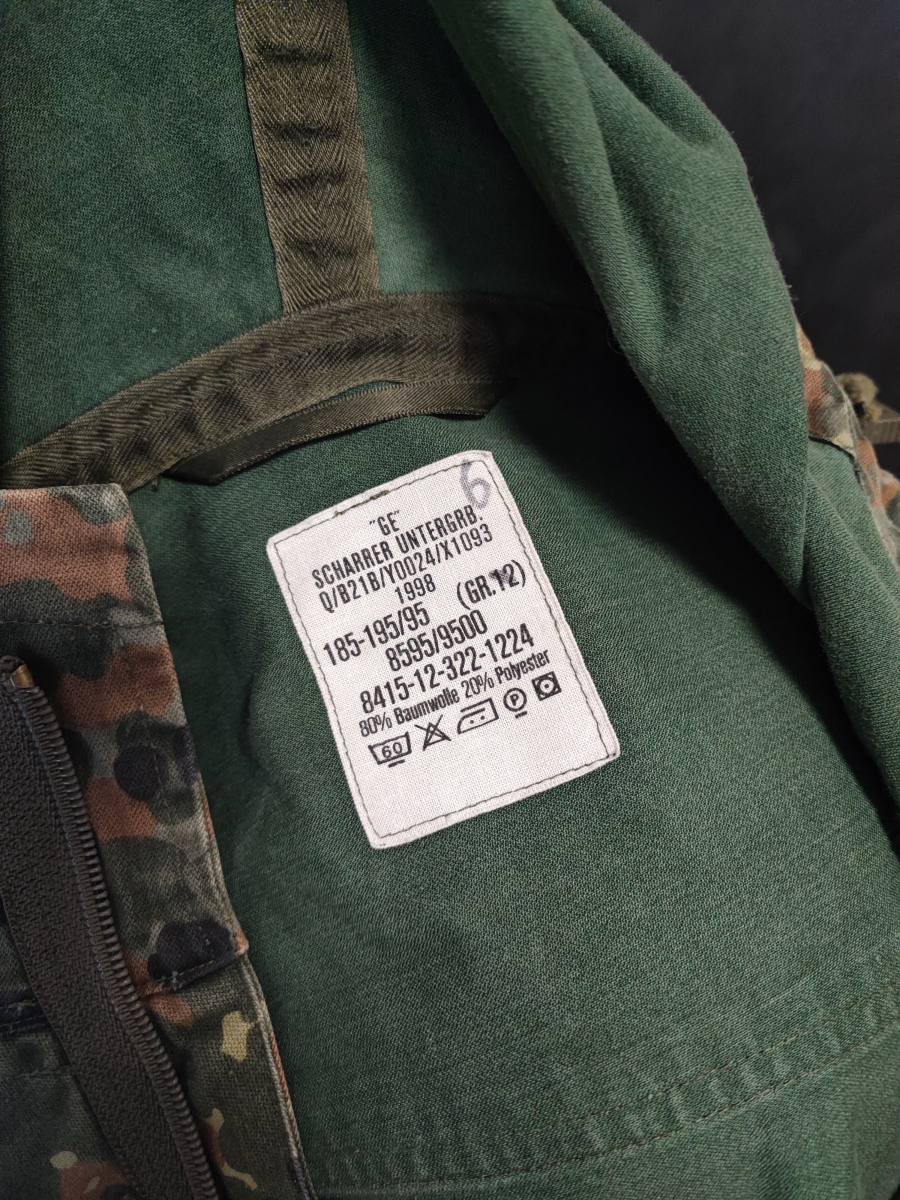 6
"GE"
SCHARRER UNTERGRB.
Q/B21B/Y0024/X1093
1998
185-195/95 (GR.12)
8595/9500
8415-12-322-1224
80% Baumwolle 20% Polyester
60 P